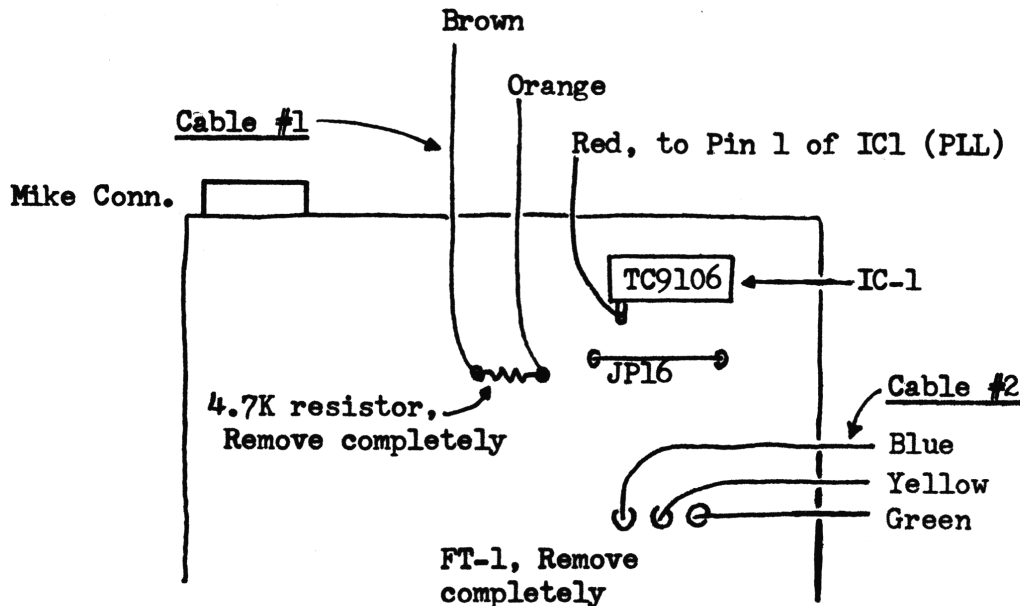 Brown
Orange
Cable #1
Red, to Pin 1 of IC1 (PLL)
Mike Conn.
TC9106
IC-1
JP16
4.7K resistor,
Remove completely
Cable #2
Blue
Yellow
Green
FT-1, Remove
completely